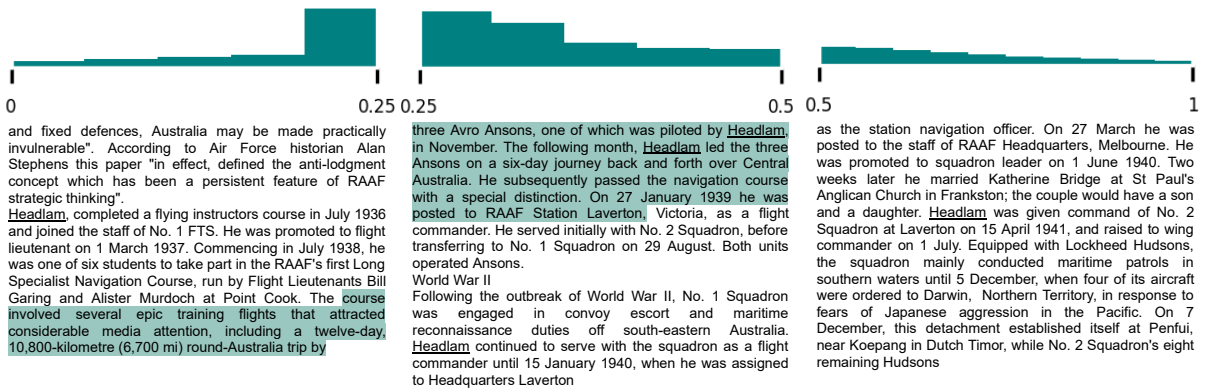 0
0.25
0.25
0.5
0.5
1
and fixed defences, Australia may be made practically
invulnerable". According to Air Force historian Alan
Stephens this paper "in effect, defined the anti-lodgment
concept which has been a persistent feature of RAAF
strategic thinking".
Headlam, completed a flying instructors course in July 1936
and joined the staff of No. 1 FTS. He was promoted to flight
lieutenant on 1 March 1937. Commencing in July 1938, he
was one of six students to take part in the RAAF's first Long
Specialist Navigation Course, run by Flight Lieutenants Bill
Garing and Alister Murdoch at Point Cook. The course
involved several epic training flights that attracted
considerable media attention, including a twelve-day,
10,800-kilometre (6,700 mi) round-Australia trip by
three Avro Ansons, one of which was piloted by Headlam,
in November. The following month, Headlam led the three
Ansons on a six-day journey back and forth over Central
Australia. He subsequently passed the navigation course
with a special distinction. On 27 January 1939 he was
posted to RAAF Station Laverton, Victoria, as a flight
commander. He served initially with No. 2 Squadron, before
transferring to No. 1 Squadron on 29 August. Both units
operated Ansons.
World War II
Following the outbreak of World War II, No. 1 Squadron
was engaged in convoy escort and maritime
reconnaissance duties off south-eastern Australia.
Headlam continued to serve with the squadron as a flight
commander until 15 January 1940, when he was assigned
to Headquarters Laverton
as the station navigation officer. On 27 March he was
posted to the staff of RAAF Headquarters, Melbourne. He
was promoted to squadron leader on 1 June 1940. Two
weeks later he married Katherine Bridge at St Paul's
Anglican Church in Frankston; the couple would have a son
and a daughter. Headlam was given command of No. 2
Squadron at Laverton on 15 April 1941, and raised to wing
commander on 1 July. Equipped with Lockheed Hudsons,
the squadron mainly conducted maritime patrols in
southern waters until 5 December, when four of its aircraft
were ordered to Darwin, Northern Territory, in response to
fears of Japanese aggression in the Pacific. On 7
December, this detachment established itself at Penfui,
near Koepang in Dutch Timor, while No. 2 Squadron's eight
remaining Hudsons